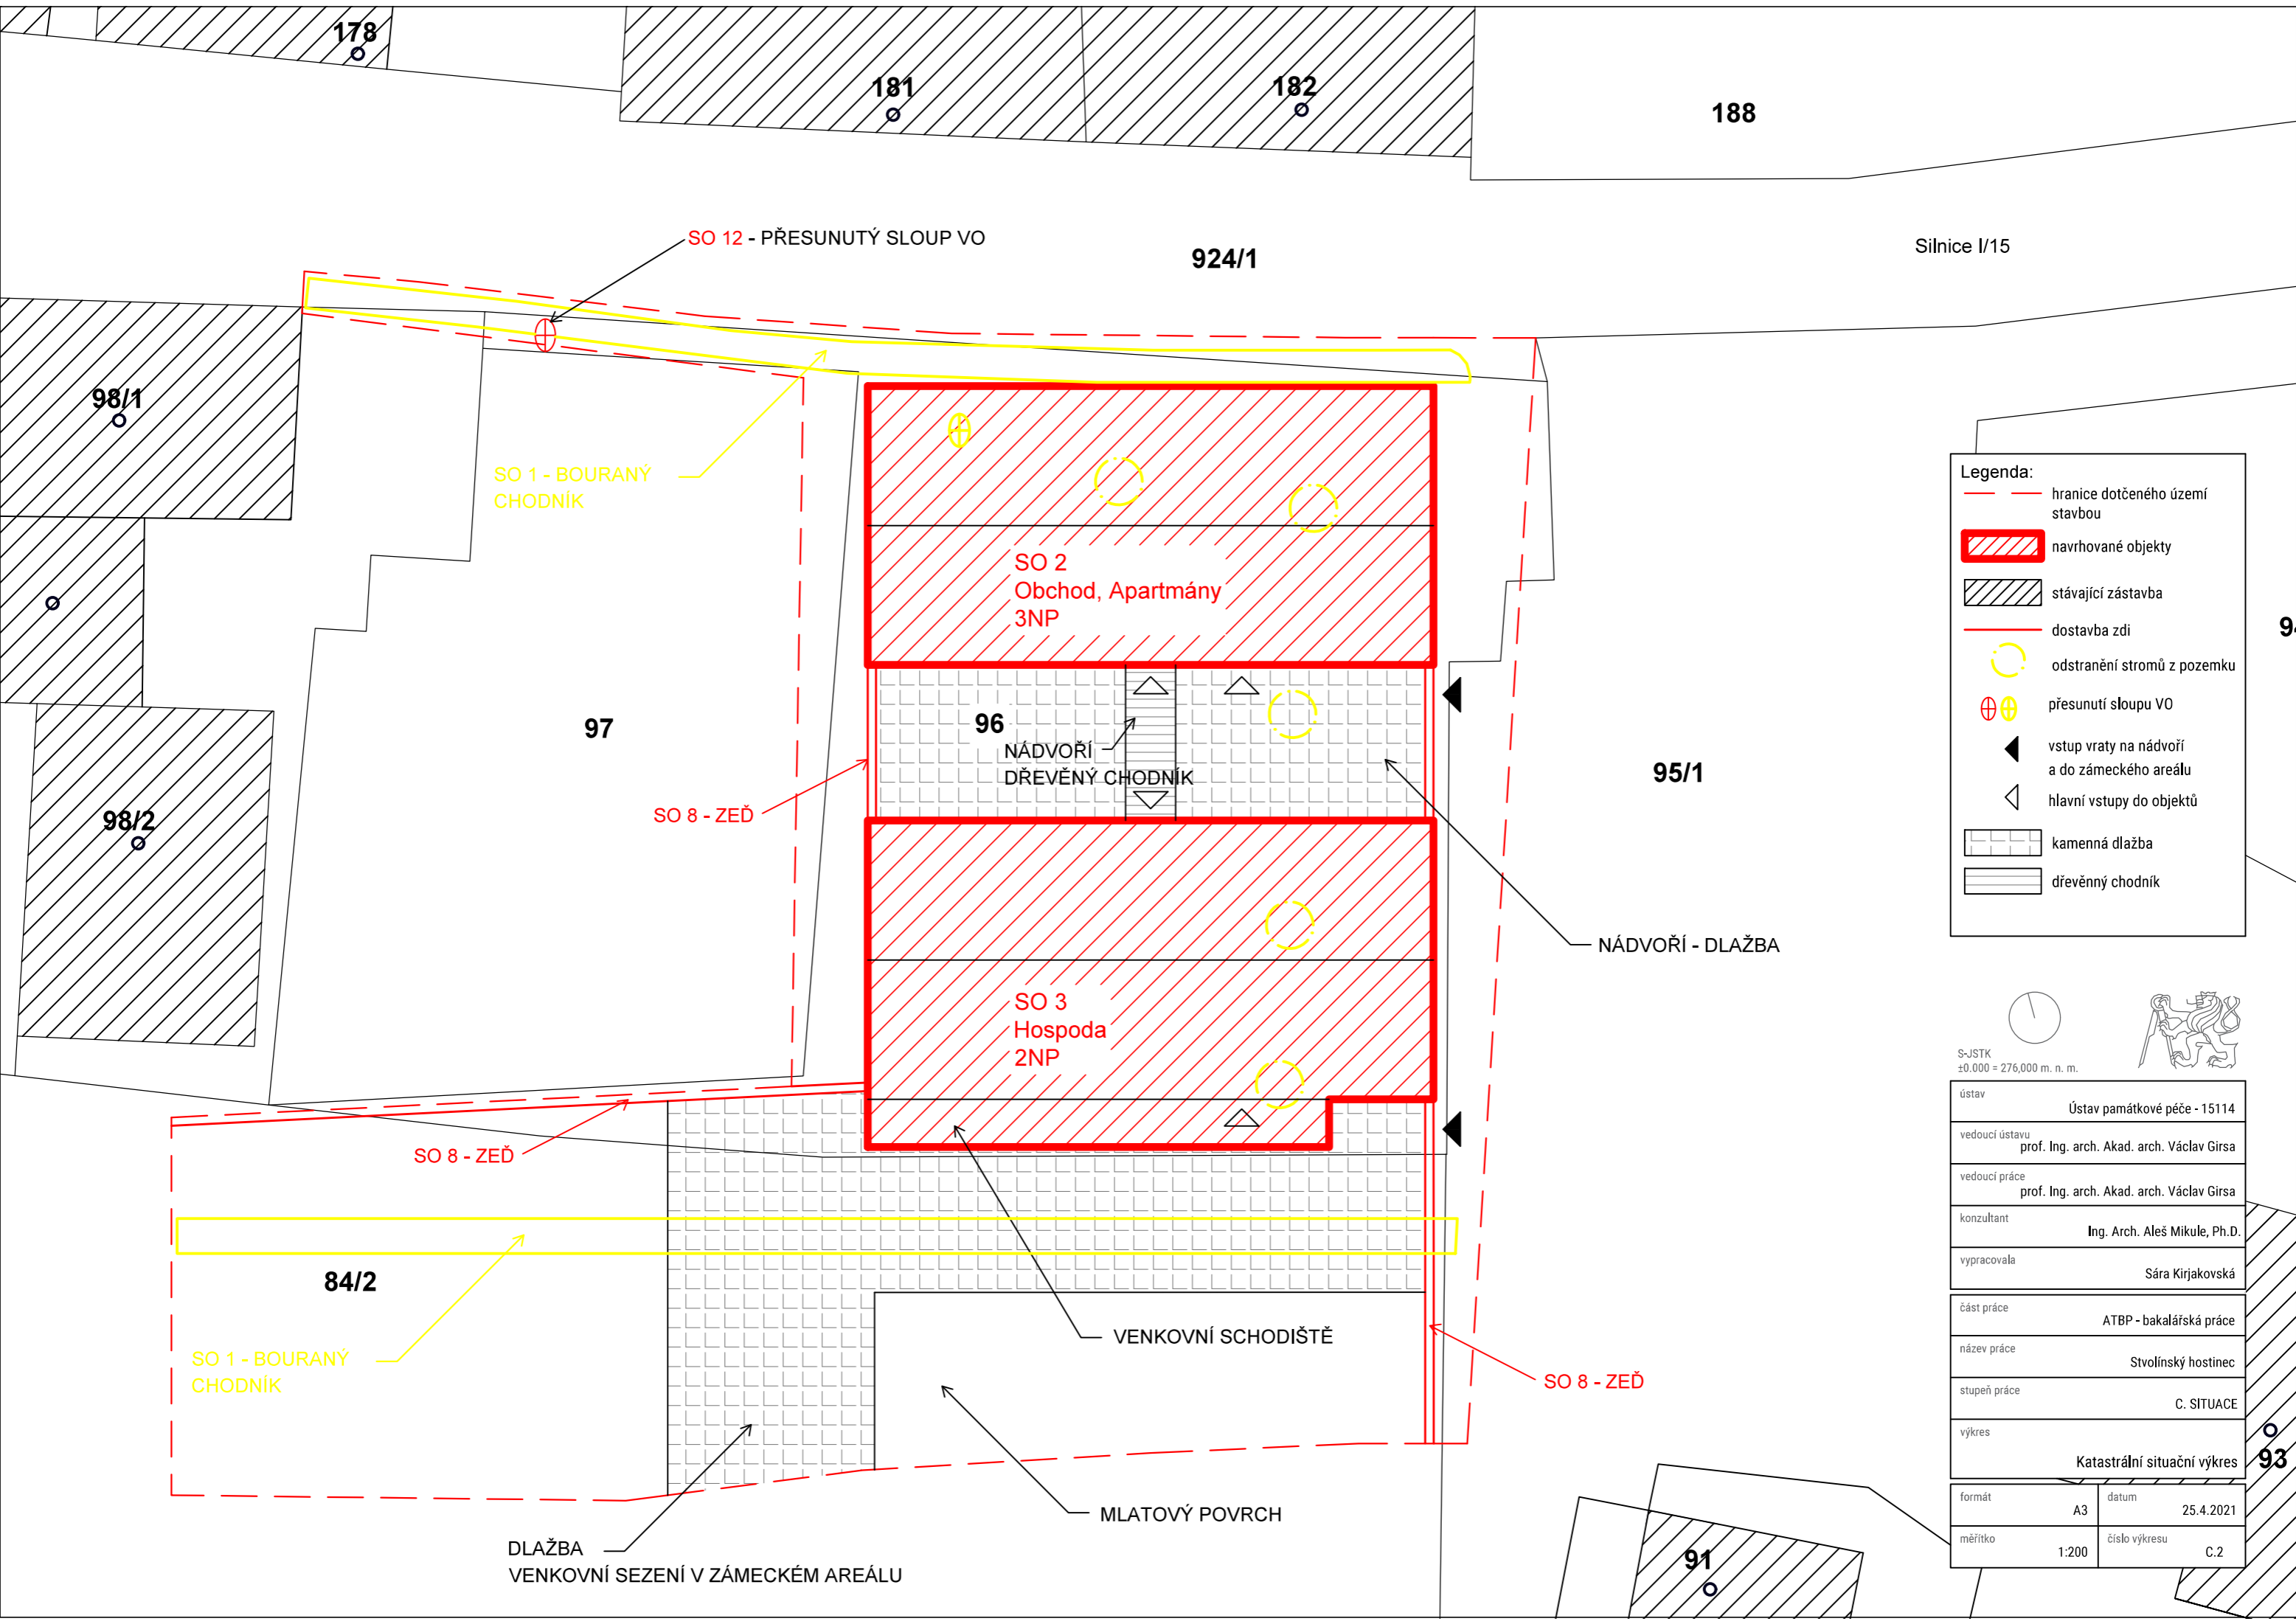 178
181
182
188
SO 12 - PŘESUNUTÝ SLOUP VO
924/1
Silnice I/15
98/1
SO 1 - BOURANÝ
CHODNÍK
SO 2
Obchod, Apartmány
3NP
97
96
NÁDVOŘÍ
DŘEVĚNÝ CHODNÍK
95/1
98/2
SO 8 - ZEĎ
NÁDVOŘÍ - DLAŽBA
SO 3
Hospoda
2NP
SO 8 - ZEĎ
84/2
SO 1 - BOURANÝ
CHODNÍK
VENKOVNÍ SCHODIŠTĚ
SO 8 - ZEĎ
MLATOVÝ POVRCH
DLAŽBA
VENKOVNÍ SEZENÍ V ZÁMECKÉM AREÁLU
91
93
Legenda:
hranice dotčeného území
stavbou
navrhované objekty
stávající zástavba
dostavba zdi
odstranění stromů z pozemku
přesunutí sloupu VO
vstup vraty na nádvoří
a do zámeckého areálu
hlavní vstupy do objektů
kamenná dlažba
dřevěnný chodník
S-JSTK
±0.000 = 276,000 m. n. m.
ústav
Ústav památkové péče - 15114
vedoucí ústavu
prof. Ing. arch. Akad. arch. Václav Girsa
vedoucí práce
prof. Ing. arch. Akad. arch. Václav Girsa
konzultant
Ing. Arch. Aleš Mikule, Ph.D.
vypracovala
Sára Kirjakovská
část práce
ATBP - bakalářská práce
název práce
Stvolínský hostinec
stupeň práce
C. SITUACE
výkres
Katastrální situační výkres
formát
A3
datum
25.4.2021
měřítko
1:200
číslo výkresu
C.2